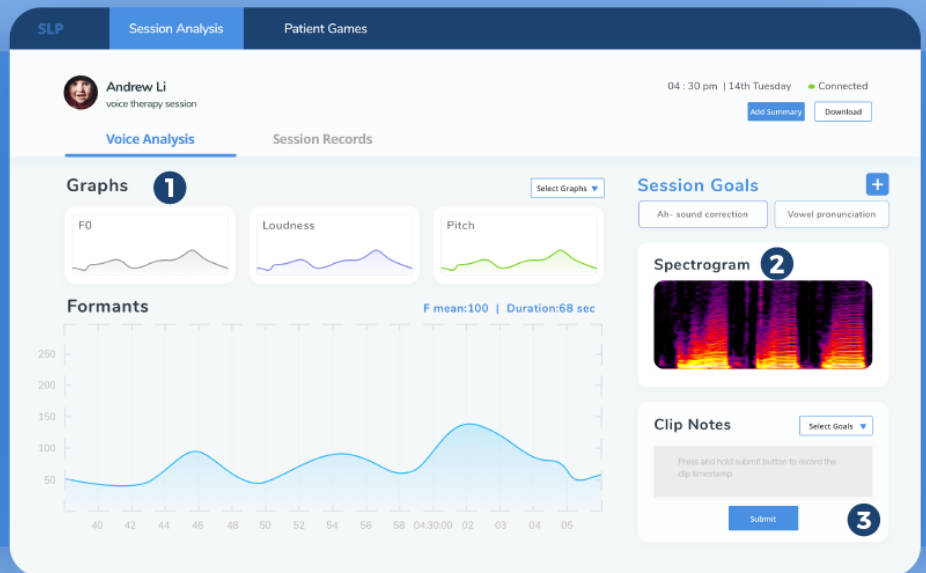 SLP
Session Analysis
Patient Games
Andrew Li
voice therapy session
04 : 30 pm | 14th Tuesday
Connected
Add Summary
Download
Voice Analysis
Session Records
Graphs
1
Select Graphs
F0
Loudness
Pitch
Formants
F mean:100 | Duration:68 sec
250
200
150
100
50
40 42 44 46 48 50 52 54 56 58 04:30:00 02 03 04 05
Session Goals
+
Ah- sound correction
Vowel pronunciation
Spectrogram
2
Clip Notes
Select Goals
Press and hold submit button to record the
clip timestamp
Submit
3